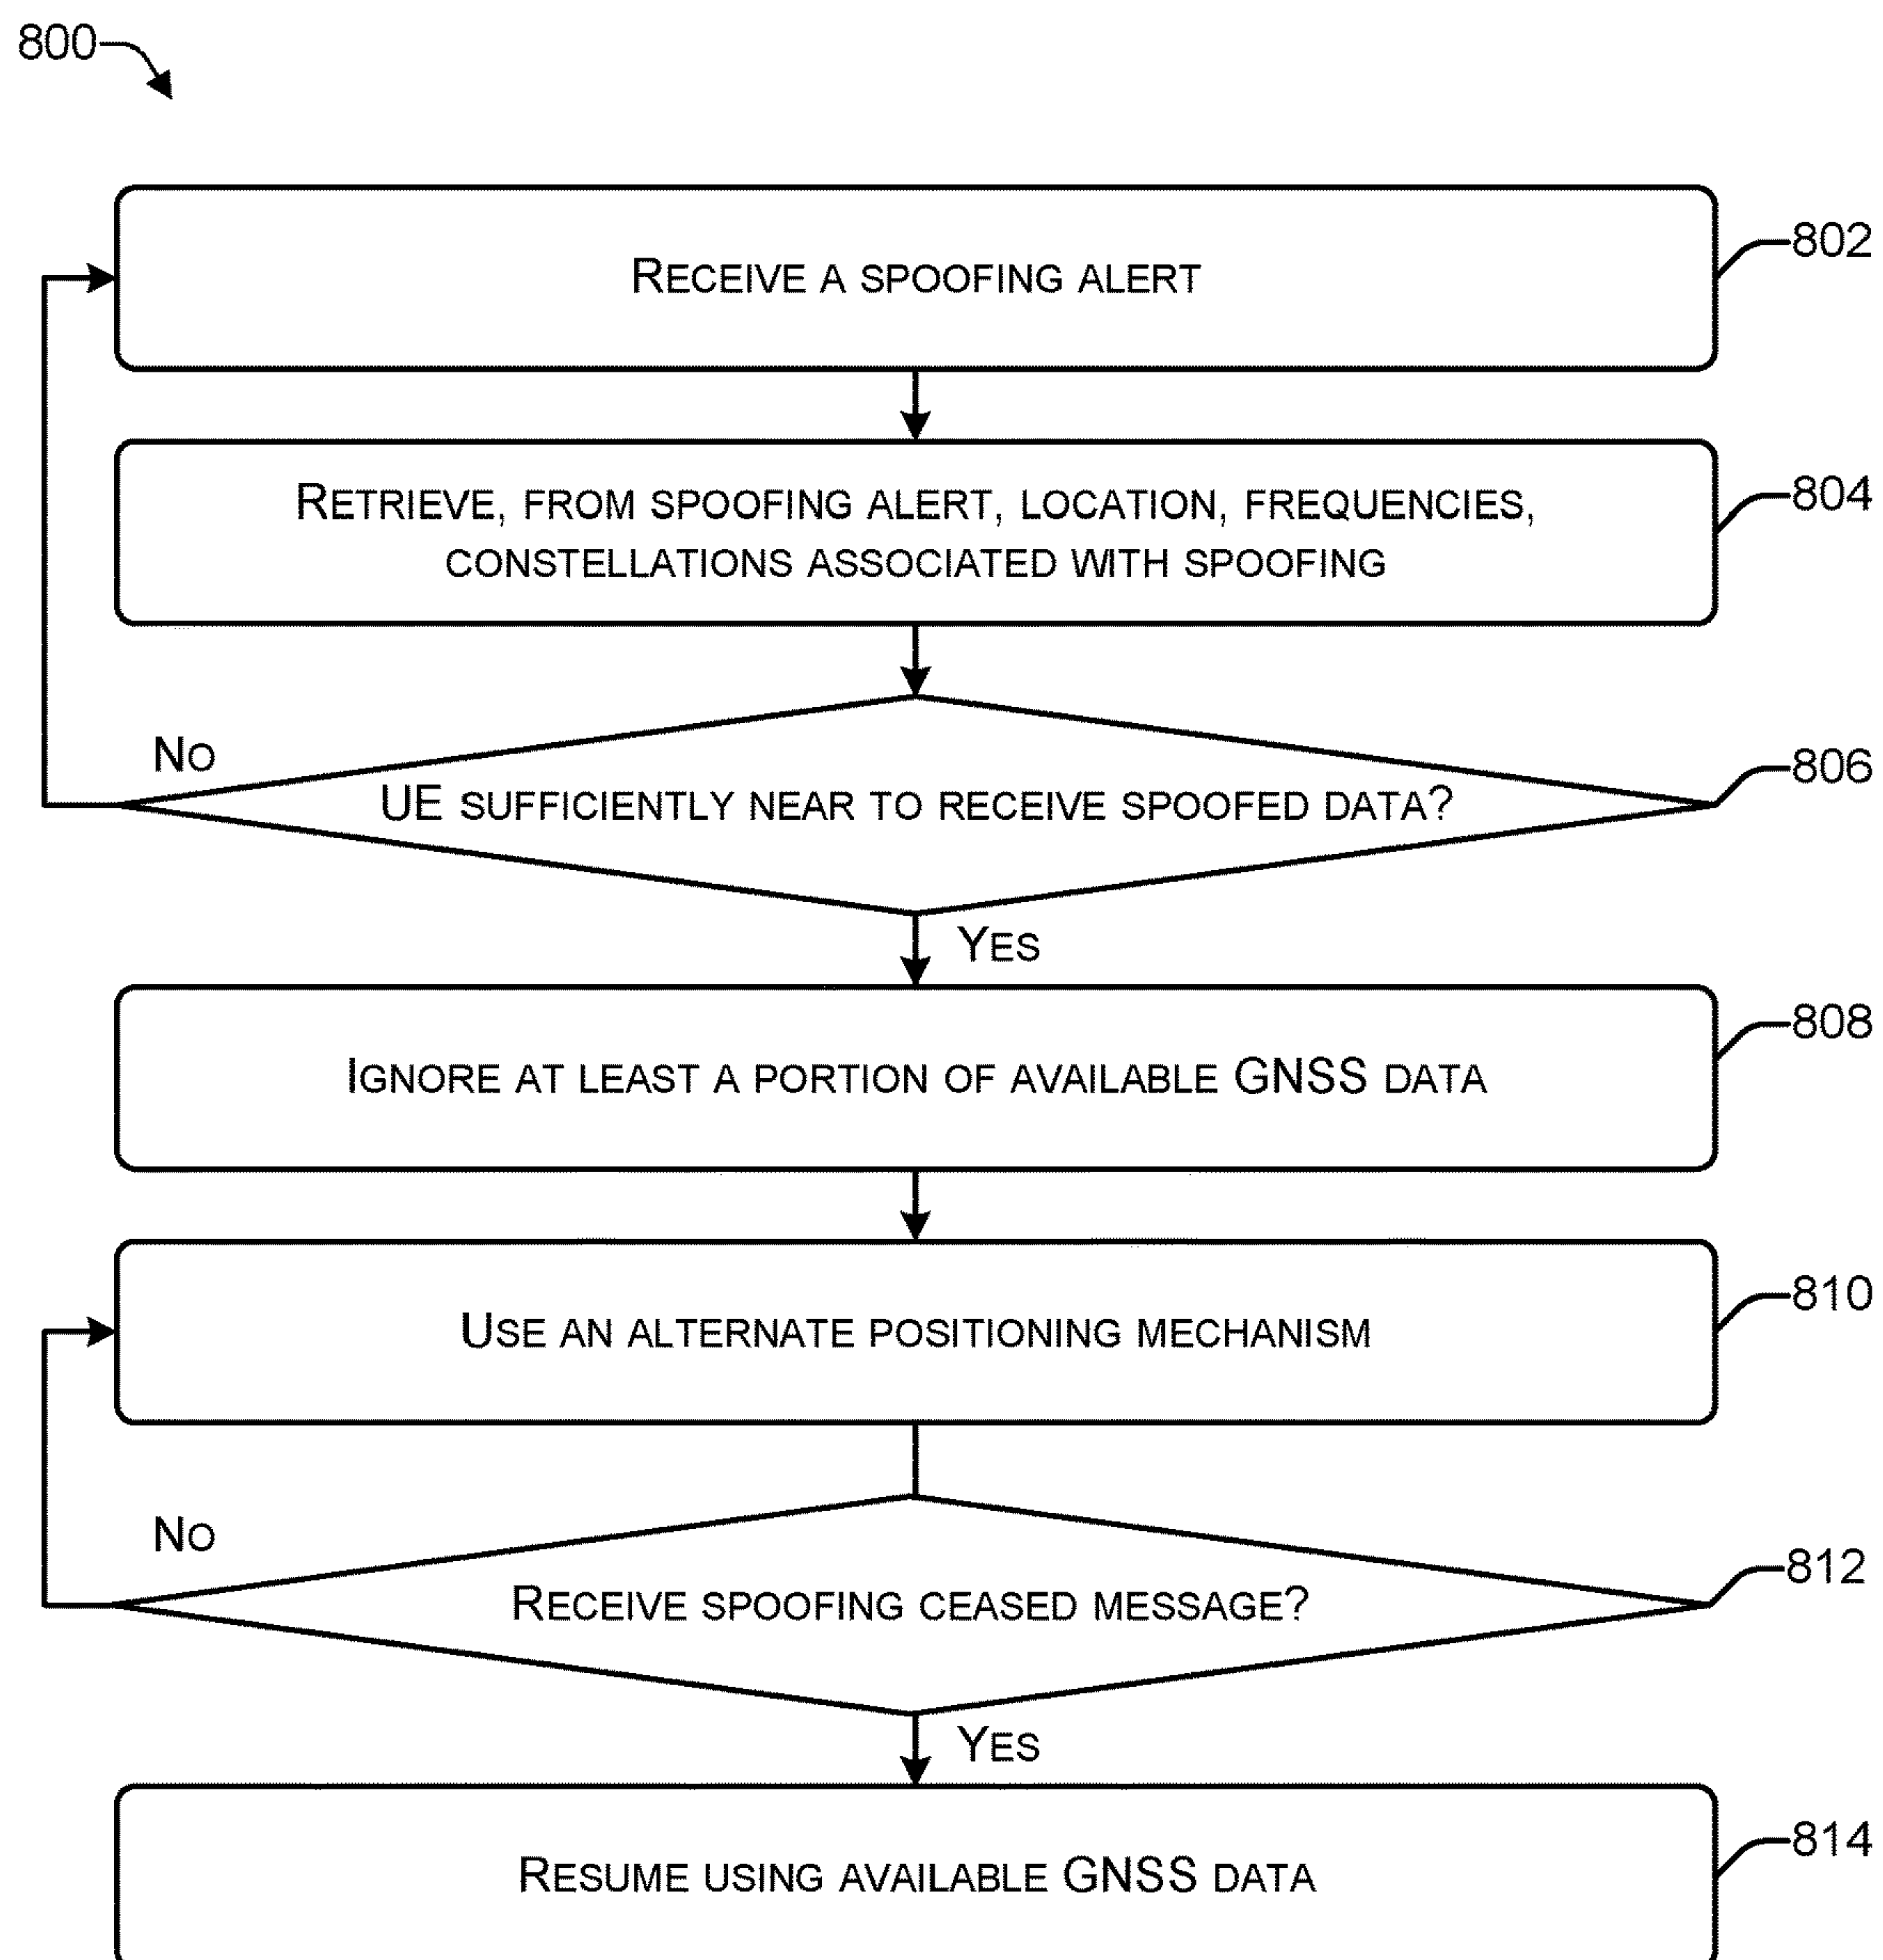 800
RECEIVE A SPOOFING ALERT
802
RETRIEVE, FROM SPOOFING ALERT, LOCATION, FREQUENCIES,
CONSTELLATIONS ASSOCIATED WITH SPOOFING
804
NO
UE SUFFICIENTLY NEAR TO RECEIVE SPOOFED DATA?
806
YES
IGNORE AT LEAST A PORTION OF AVAILABLE GNSS DATA
808
USE AN ALTERNATE POSITIONING MECHANISM
810
NO
RECEIVE SPOOFING CEASED MESSAGE?
812
YES
RESUME USING AVAILABLE GNSS DATA
814